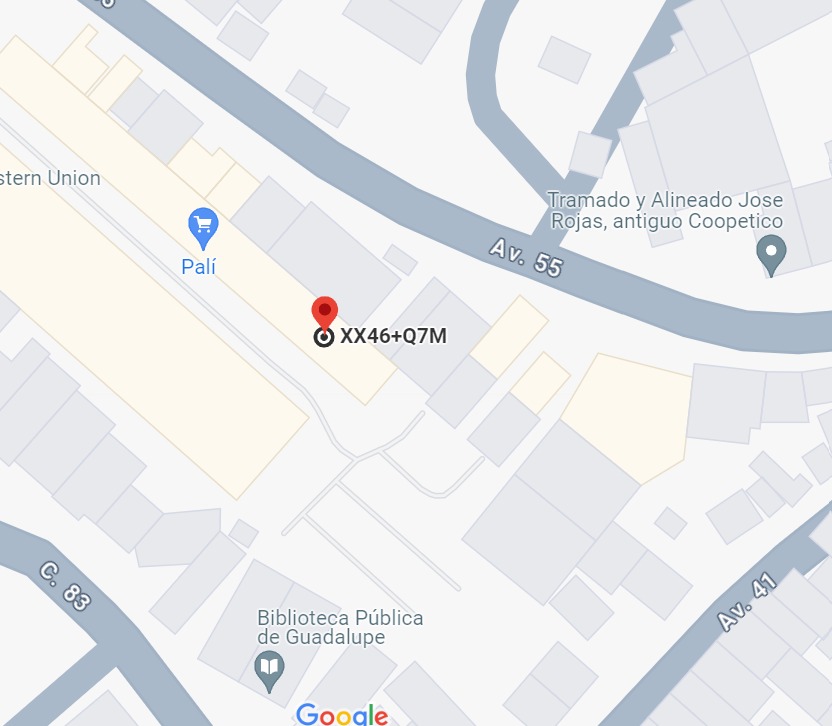 stern Union
Tramado y Alineado Jose
Rojas, antiguo Coopetico
Av. 55
Palí
XX46+Q7M
C. 83
Av. 41
Biblioteca Pública
de Guadalupe
Google